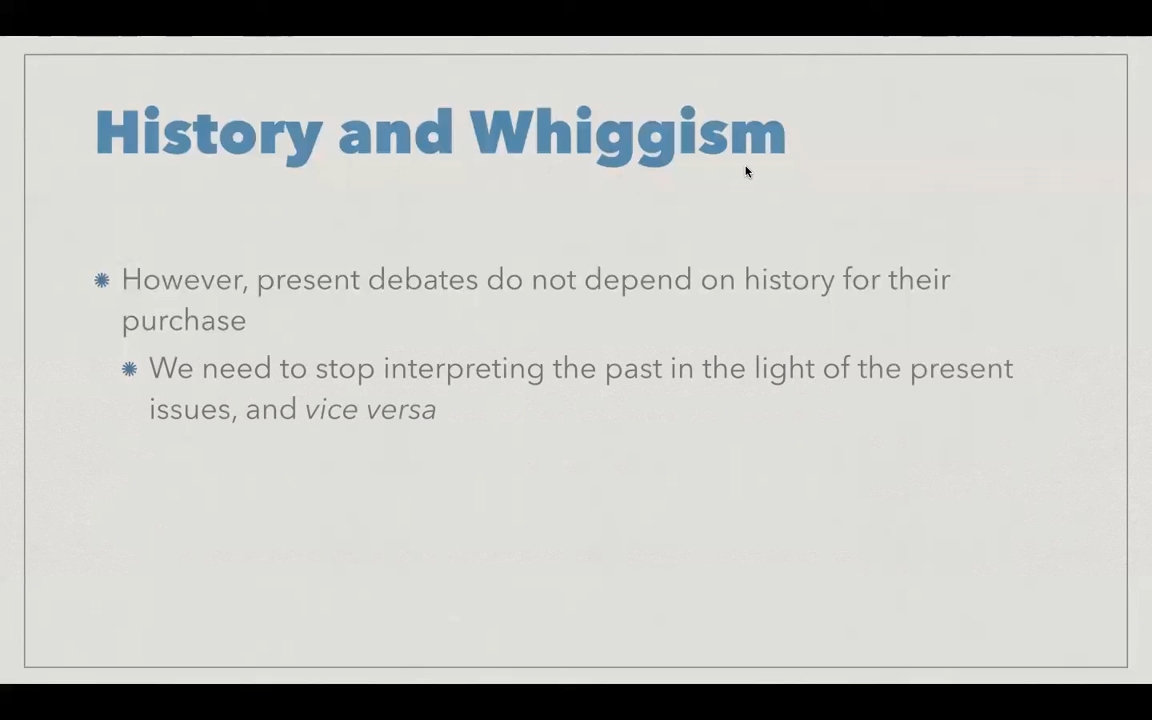 History and Whiggism
However, present debates do not depend on history for their
purchase
We need to stop interpreting the past in the light of the present
issues, and vice versa